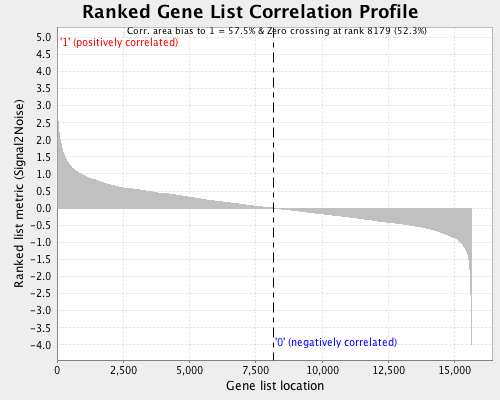 Ranked Gene List Correlation Profile
Corr. area bias to 1 = 57.5% & Zero crossing at rank 8179 (52.3%)
'1' (positively correlated)
5.0
4.5
4.0
3.5
3.0
2.5
2.0
1.5
1.0
0.5
0.0
-0.5
-1.0
-1.5
-2.0
-2.5
-3.0
-3.5
-4.0
Ranked list metric (Signal2Noise)
'0' (negatively correlated)
0 2,500 5,000 7,500 10,000 12,500 15,000
Gene list location